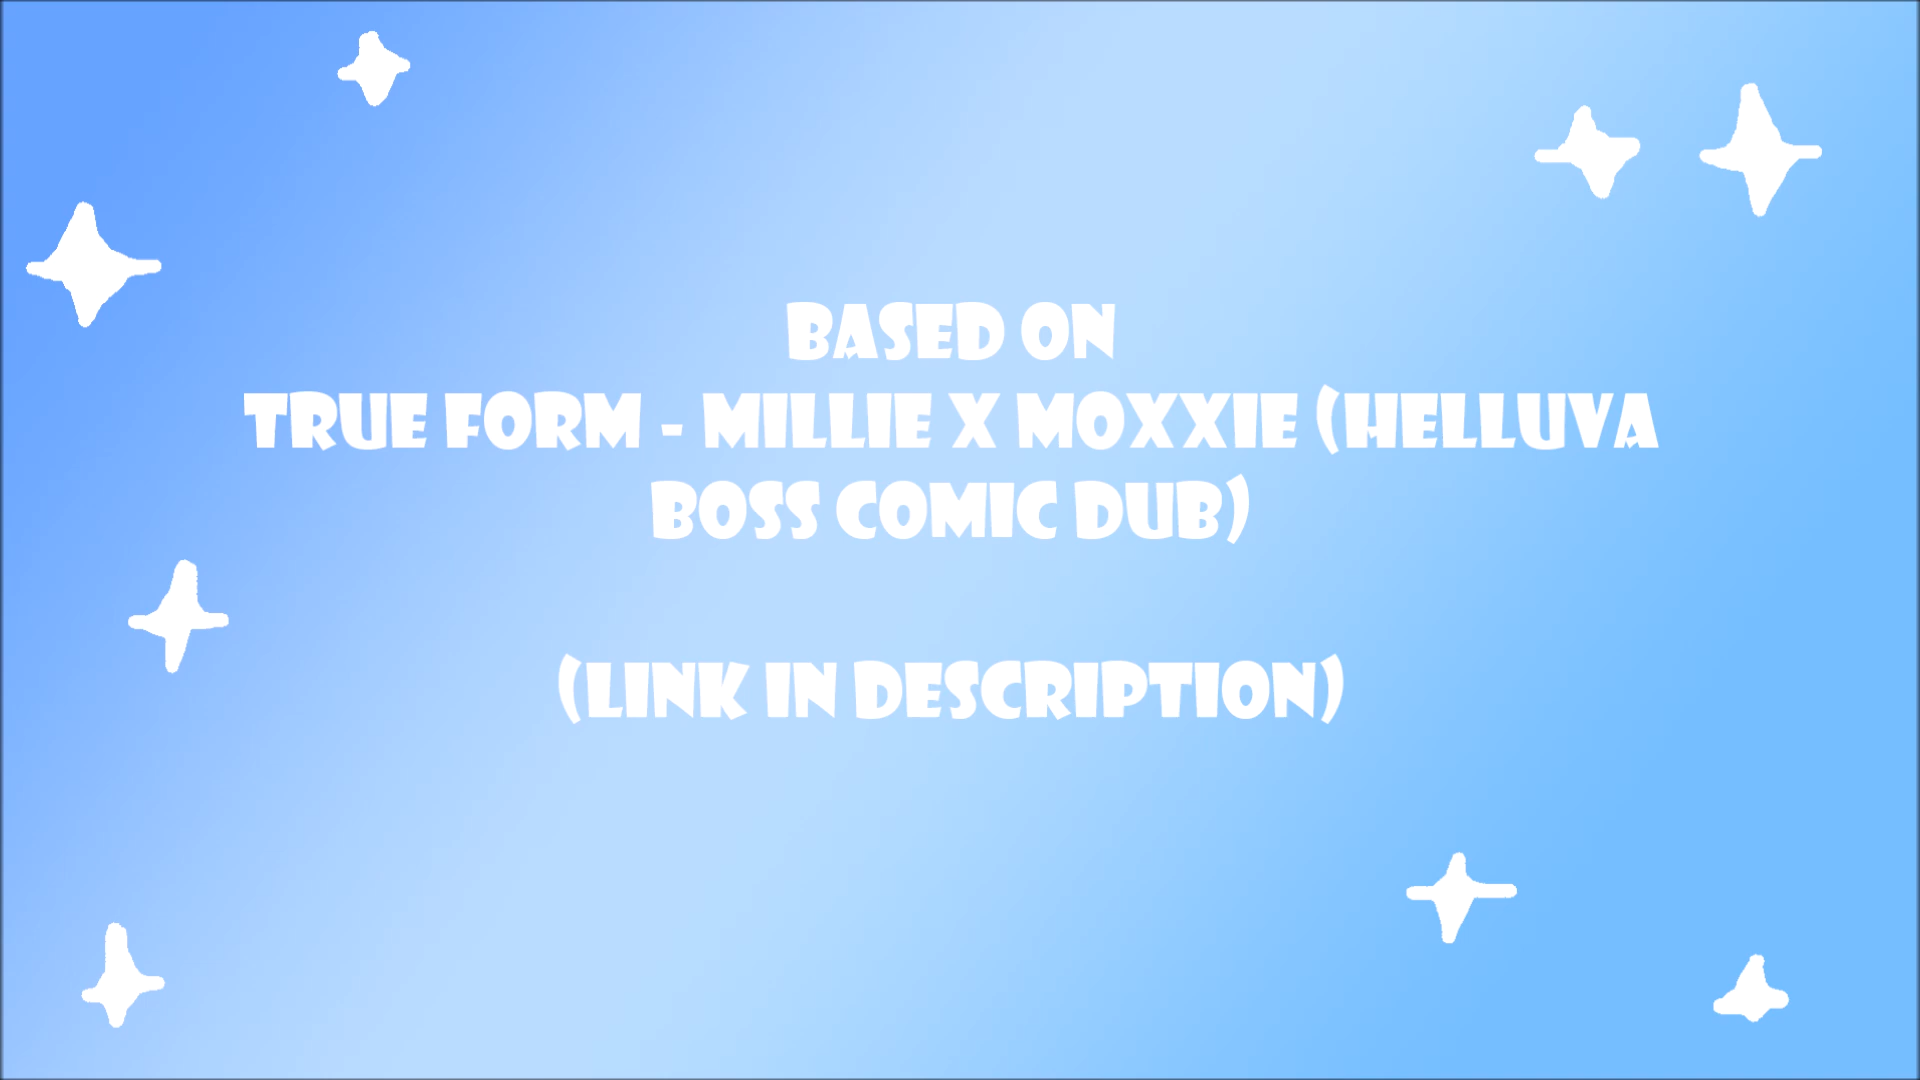 BASED ON
TRUE FORM - MILLIE X MOXXIE (HELLUVA
BOSS COMIC DUB)
(LINK IN DESCRIPTION)